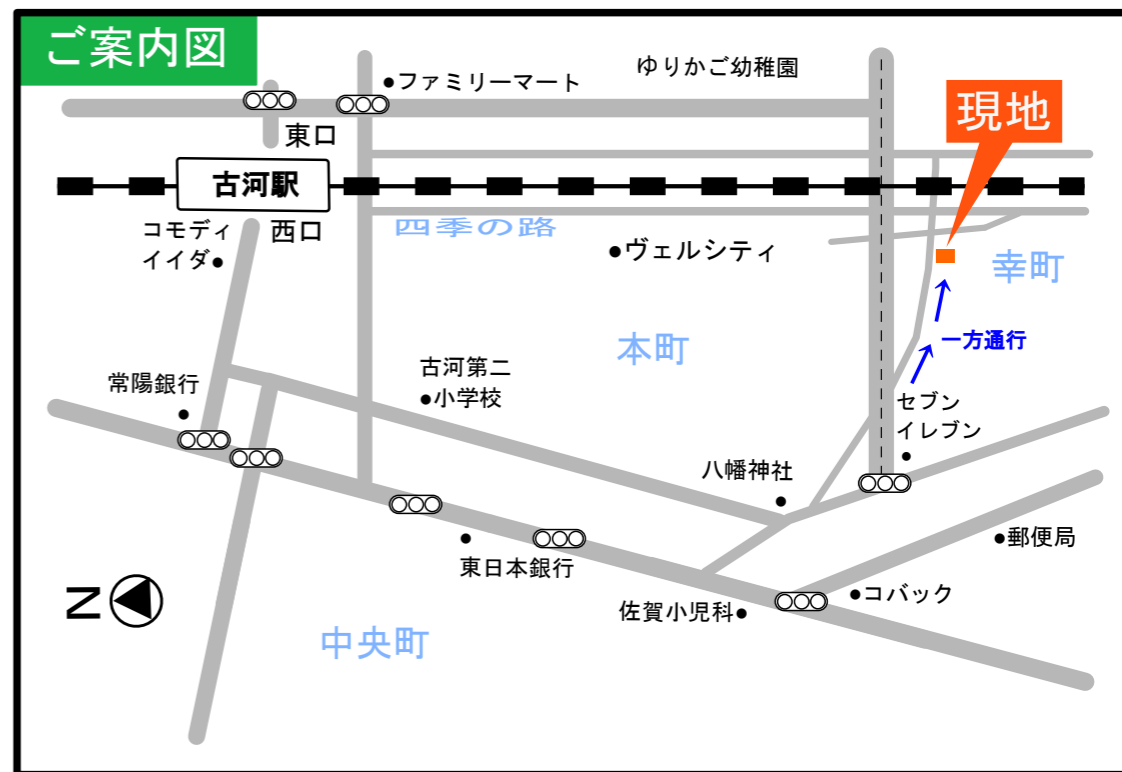 ご案内図
ゆりかご幼稚園
●ファミリーマート
現地
東口
古河駅
西口
四季の路
コモディ
イイダ●
●ヴェルシティ
幸町
本町
一方通行
古河第二
●小学校
常陽銀行
セブン
イレブン
八幡神社
●郵便局
東日本銀行
●コバック
佐賀小児科●
N
中央町